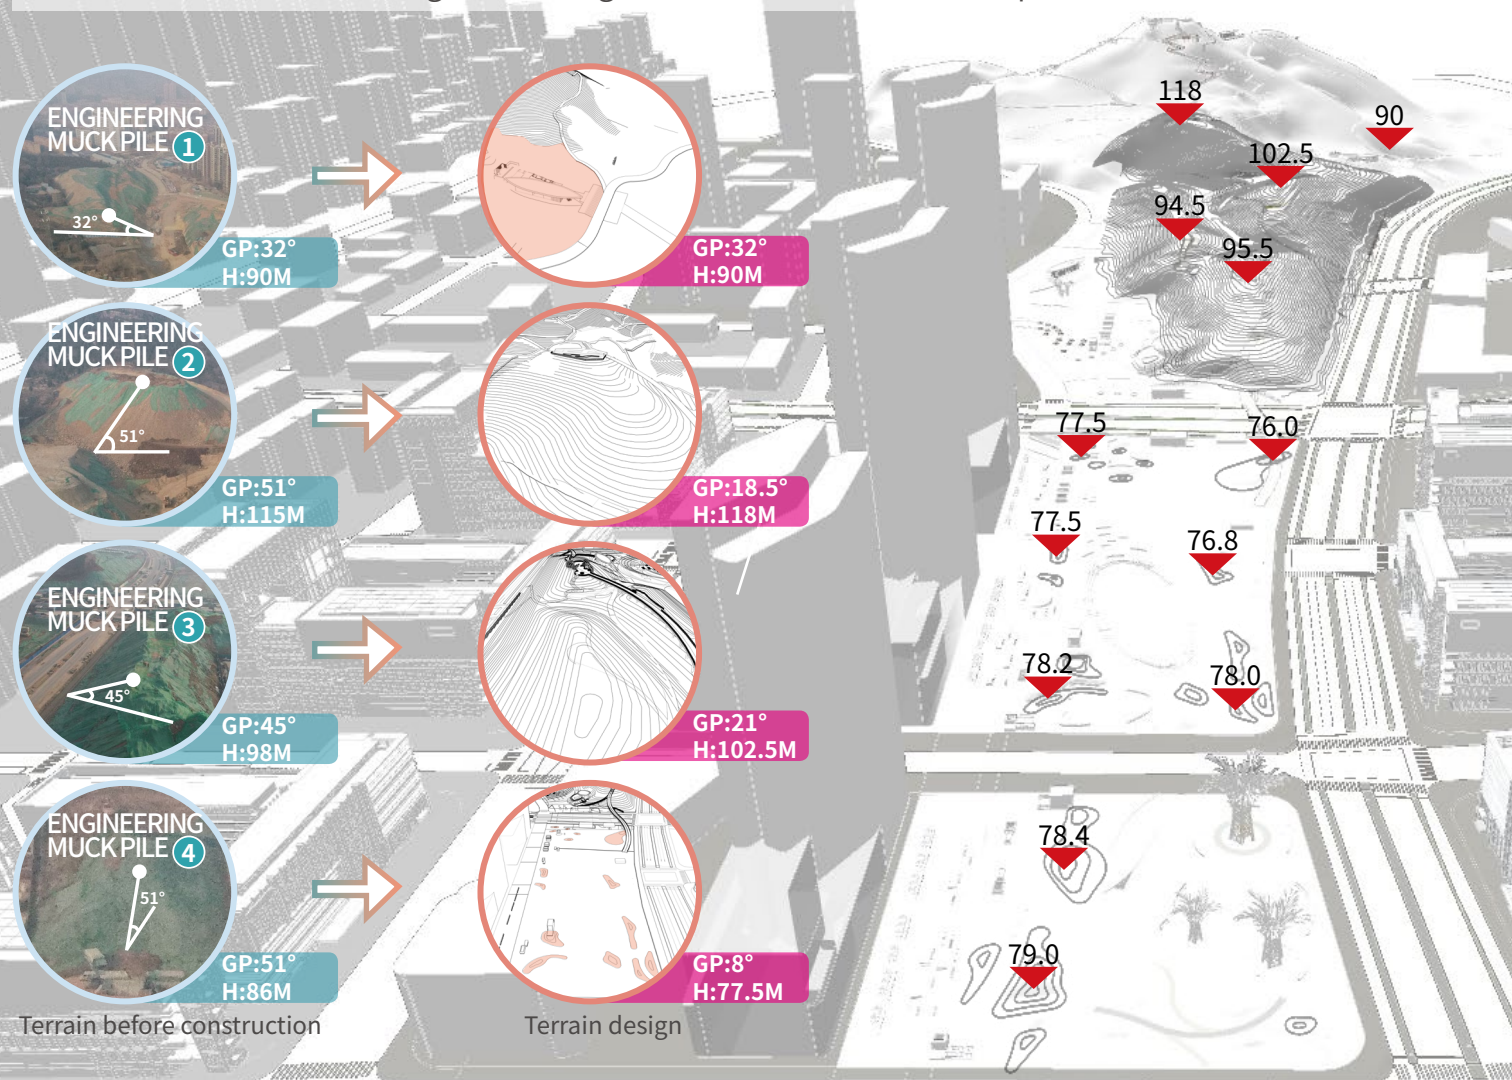 ENGINEERING
MUCK PILE 1
32°
GP:32°
H:90M
GP:32°
H:90M
ENGINEERING
MUCK PILE 2
51°
GP:51°
H:115M
GP:18.5°
H:118M
ENGINEERING
MUCK PILE 3
45°
GP:45°
H:98M
GP:21°
H:102.5M
ENGINEERING
MUCK PILE 4
51°
GP:51°
H:86M
GP:8°
H:77.5M
Terrain before construction
Terrain design
118
90
102.5
94.5
95.5
77.5
76.0
77.5
76.8
78.2
78.0
78.4
79.0